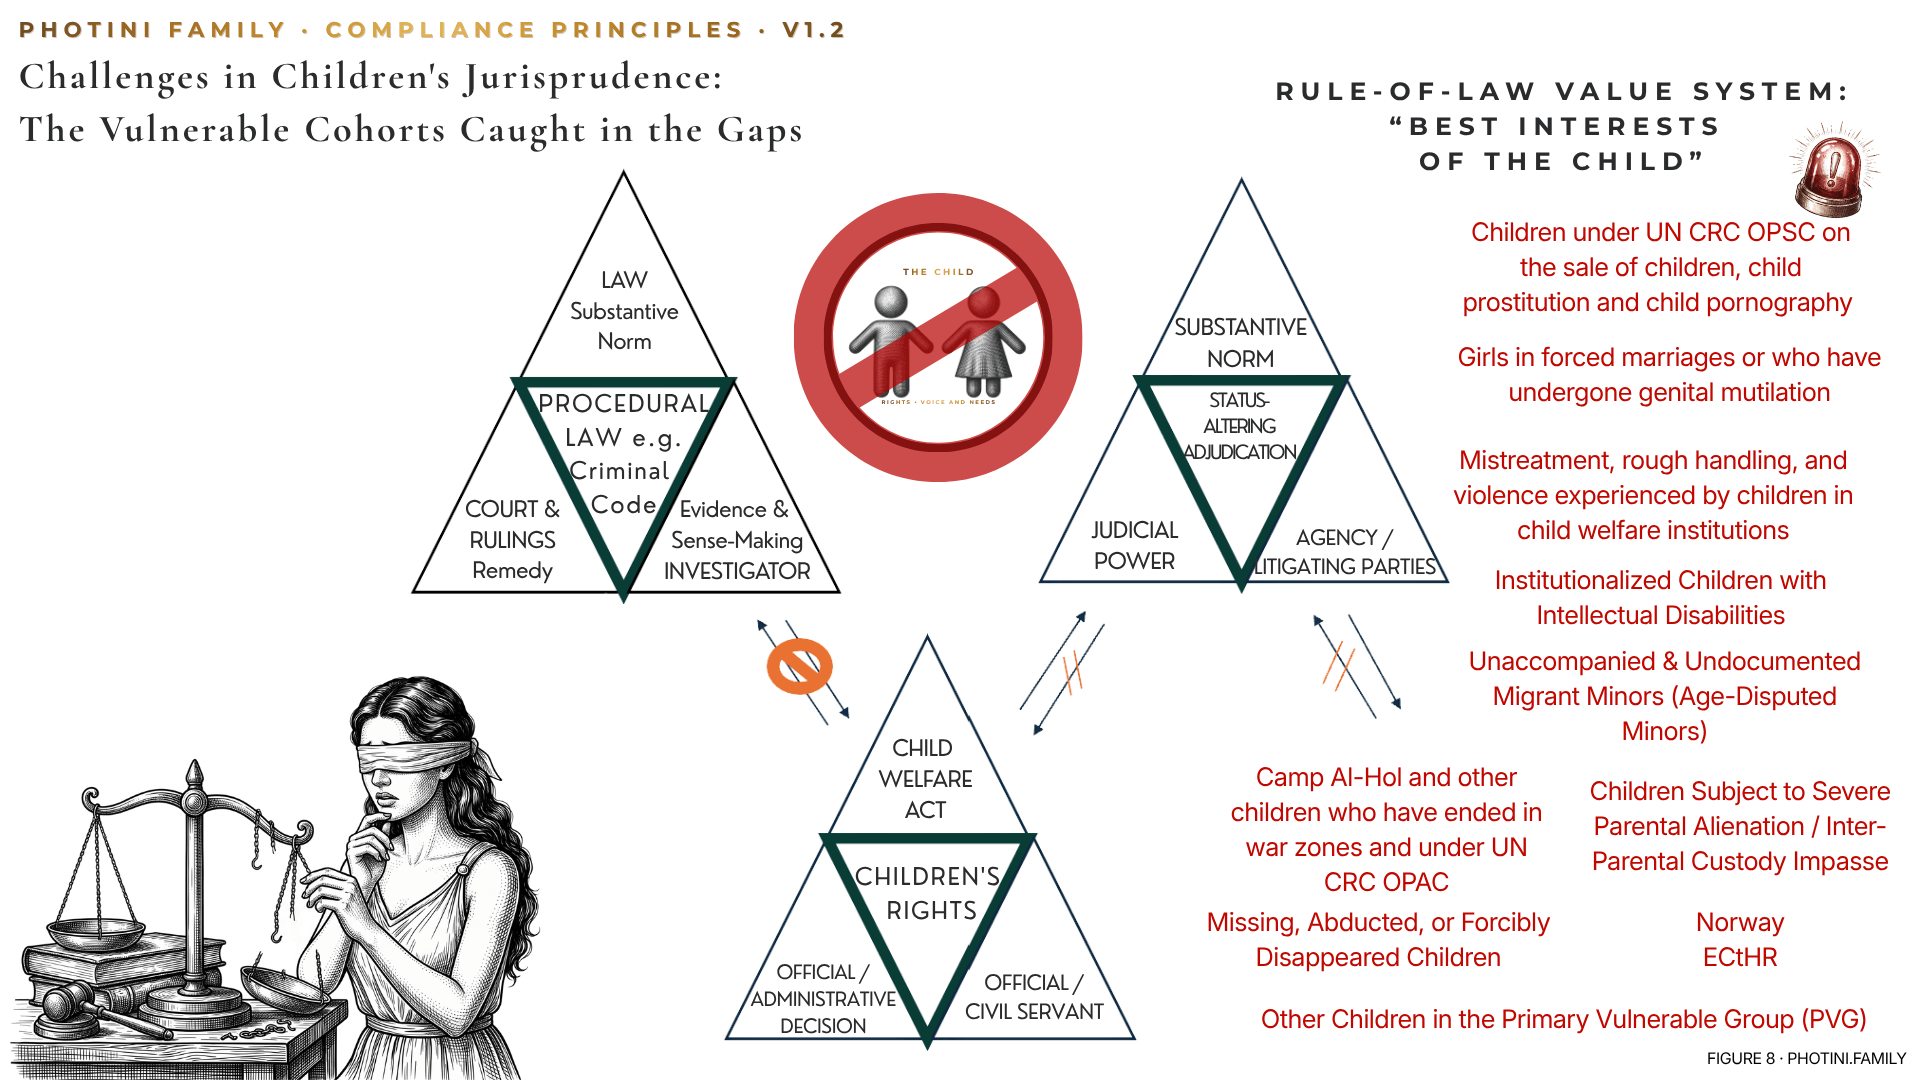 PHOTINI FAMILY · COMPLIANCE PRINCIPLES · V1.2
Challenges in Children's Jurisprudence:
The Vulnerable Cohorts Caught in the Gaps
RULE-OF-LAW VALUE SYSTEM:
“BEST INTERESTS
OF THE CHILD”
LAW
Substantive
Norm
PROCEDURAL
LAW e.g.
Criminal
Code
COURT &
RULINGS
Remedy
Evidence &
Sense-Making
INVESTIGATOR
THE CHILD
RIGHTS • VOICE AND NEEDS
SUBSTANTIVE
NORM
STATUS-
ALTERING
ADJUDICATION
JUDICIAL
POWER
AGENCY /
LITIGATING PARTIES
CHILD
WELFARE
ACT
CHILDREN'S
RIGHTS
OFFICIAL /
ADMINISTRATIVE
DECISION
OFFICIAL /
CIVIL SERVANT
Children under UN CRC OPSC on
the sale of children, child
prostitution and child pornography
Girls in forced marriages or who have
undergone genital mutilation
Mistreatment, rough handling, and
violence experienced by children in
child welfare institutions
Institutionalized Children with
Intellectual Disabilities
Unaccompanied & Undocumented
Migrant Minors (Age-Disputed
Minors)
Camp Al-Hol and other
children who have ended in
war zones and under UN
CRC OPAC
Children Subject to Severe
Parental Alienation / Inter-
Parental Custody Impasse
Missing, Abducted, or Forcibly
Disappeared Children
Norway
ECtHR
Other Children in the Primary Vulnerable Group (PVG)
FIGURE 8 · PHOTINI.FAMILY